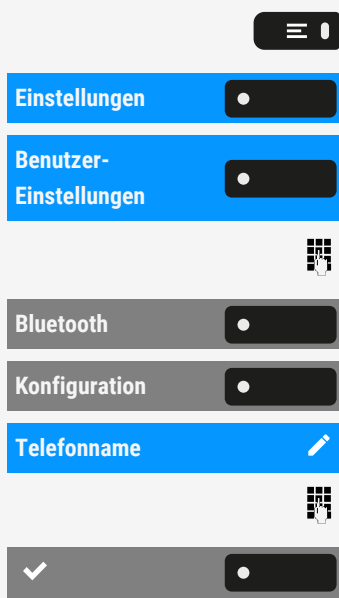 Einstellungen
Benutzer-
Einstellungen
Bluetooth
Konfiguration
Telefonname